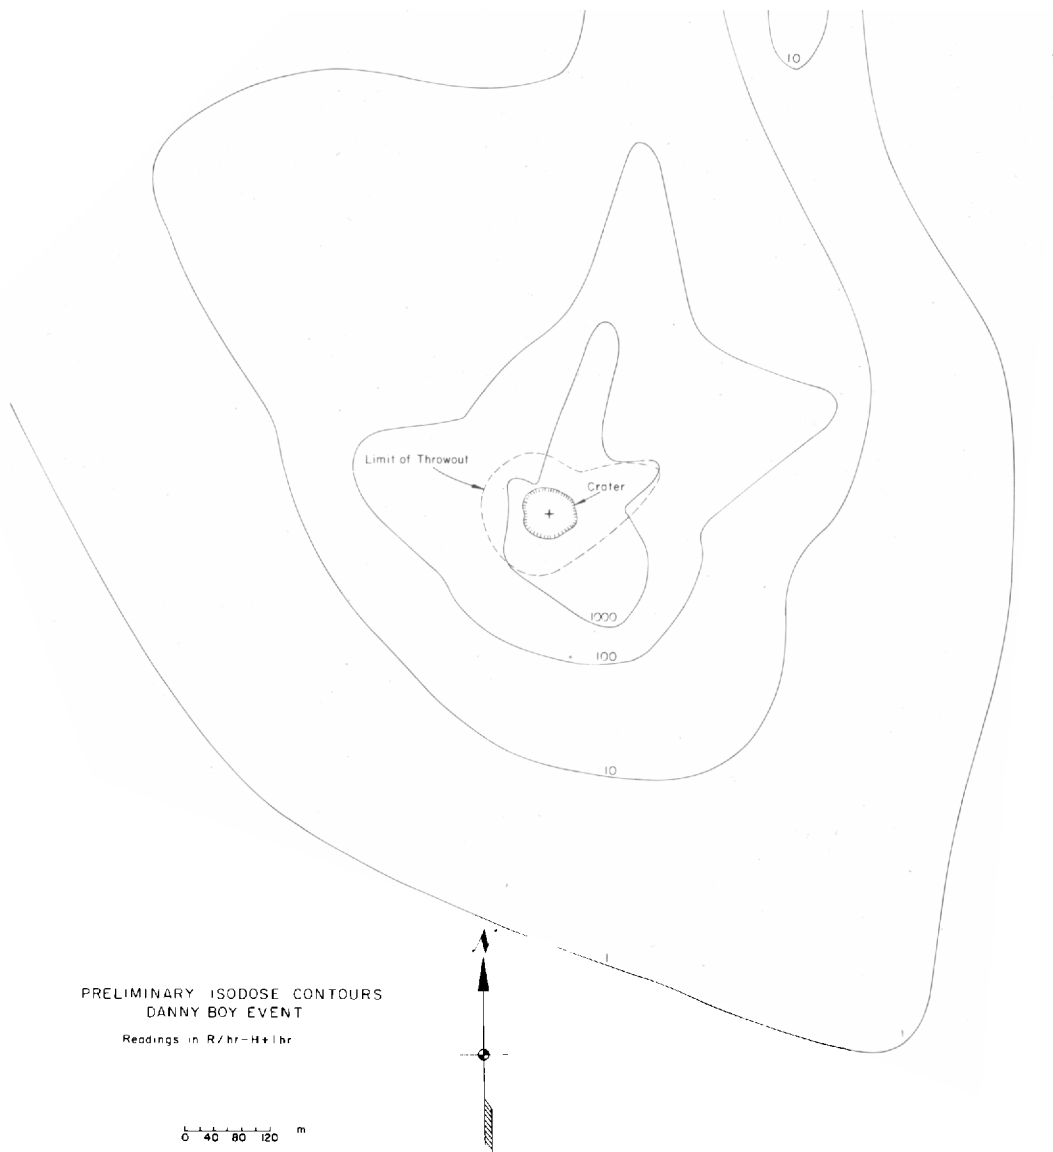 10
Limit of Throwout
Crater
1000
100
10
1
N
PRELIMINARY ISODOSE CONTOURS
DANNY BOY EVENT
Readings in R/hr-H+1hr
1
0 40 80 120 m